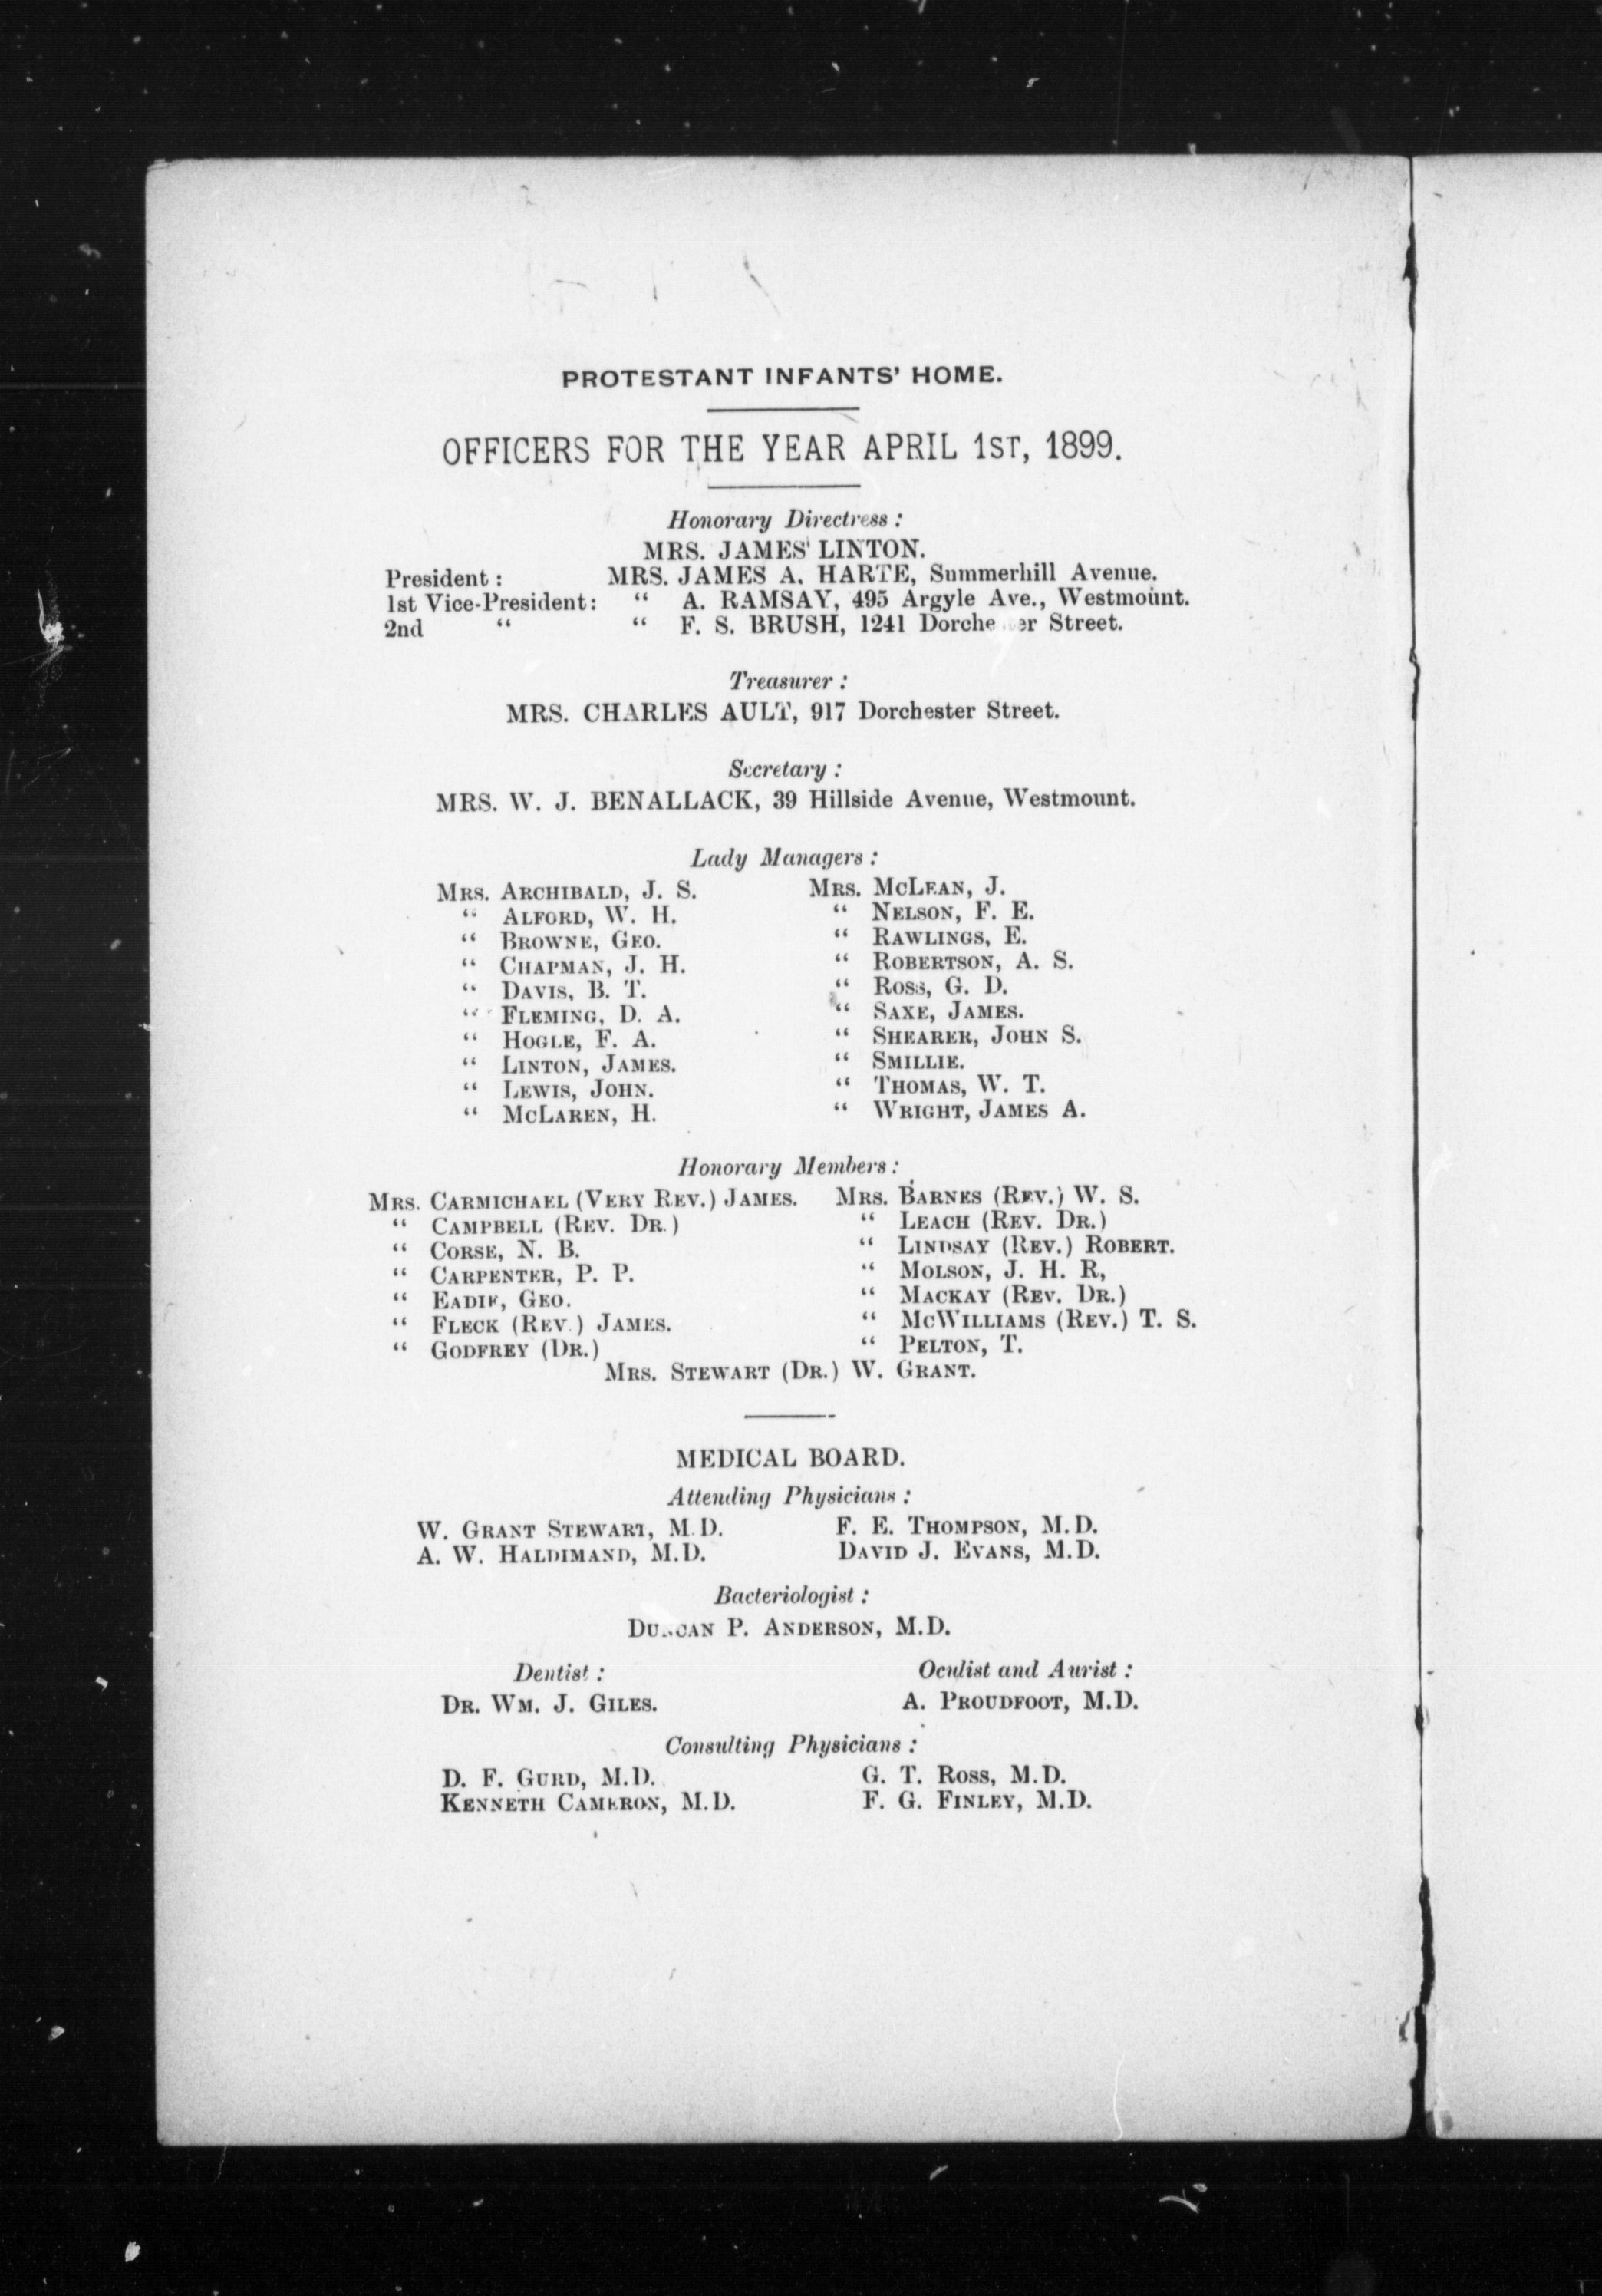 PROTESTANT INFANTS' HOME.
OFFICERS FOR THE YEAR APRIL 1ST, 1899.
Honorary Directress :
MRS. JAMES LINTON.
President : MRS. JAMES A. HARTE, Summerhill Avenue.
1st Vice-President: “ A. RAMSAY, 495 Argyle Ave., Westmount.
2nd “ “ F. S. BRUSH, 1241 Dorchester Street.
Treasurer :
MRS. CHARLES AULT, 917 Dorchester Street.
Secretary :
MRS. W. J. BENALLACK, 39 Hillside Avenue, Westmount.
Lady Managers :
MRS. ARCHIBALD, J. S. MRS. MCLEAN, J.
“ ALFORD, W. H. “ NELSON, F. E.
“ BROWNE, GEO. “ RAWLINGS, E.
“ CHAPMAN, J. H. “ ROBERTSON, A. S.
“ DAVIS, B. T. “ ROSS, G. D.
“ FLEMING, D. A. “ SAXE, JAMES.
“ HOGLE, F. A. “ SHEARER, JOHN S.
“ LINTON, JAMES. “ SMILLIE.
“ LEWIS, JOHN. “ THOMAS, W. T.
“ MCLAREN, H. “ WRIGHT, JAMES A.
Honorary Members :
MRS. CARMICHAEL (VERY REV.) JAMES. MRS. BARNES (REV.) W. S.
“ CAMPBELL (REV. DR.) “ LEACH (REV. DR.)
“ CORSE, N. B. “ LINDSAY (REV.) ROBERT.
“ CARPENTER, P. P. “ MOLSON, J. H. R,
“ EADIE, GEO. “ MACKAY (REV. DR.)
“ FLECK (REV.) JAMES. “ MCWILLIAMS (REV.) T. S.
“ GODFREY (DR.) “ PELTON, T.
MRS. STEWART (DR.) W. GRANT.
MEDICAL BOARD.
Attending Physicians :
W. GRANT STEWART, M.D. F. E. THOMPSON, M.D.
A. W. HALDIMAND, M.D. DAVID J. EVANS, M.D.
Bacteriologist :
DUNCAN P. ANDERSON, M.D.
Dentist : Oculist and Aurist :
DR. WM. J. GILES. A. PROUDFOOT, M.D.
Consulting Physicians :
D. F. GURD, M.D. G. T. ROSS, M.D.
KENNETH CAMERON, M.D. F. G. FINLEY, M.D.